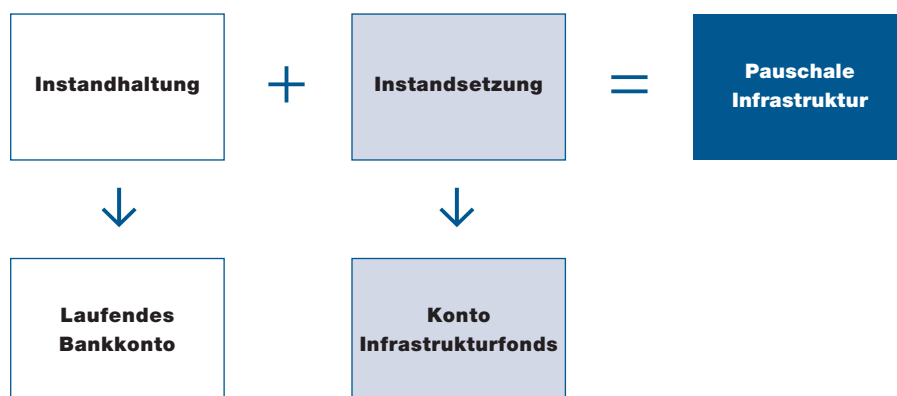 Instandhaltung
+
Instandsetzung
=
Pauschale
Infrastruktur
Laufendes
Bankkonto
Konto
Infrastrukturfonds